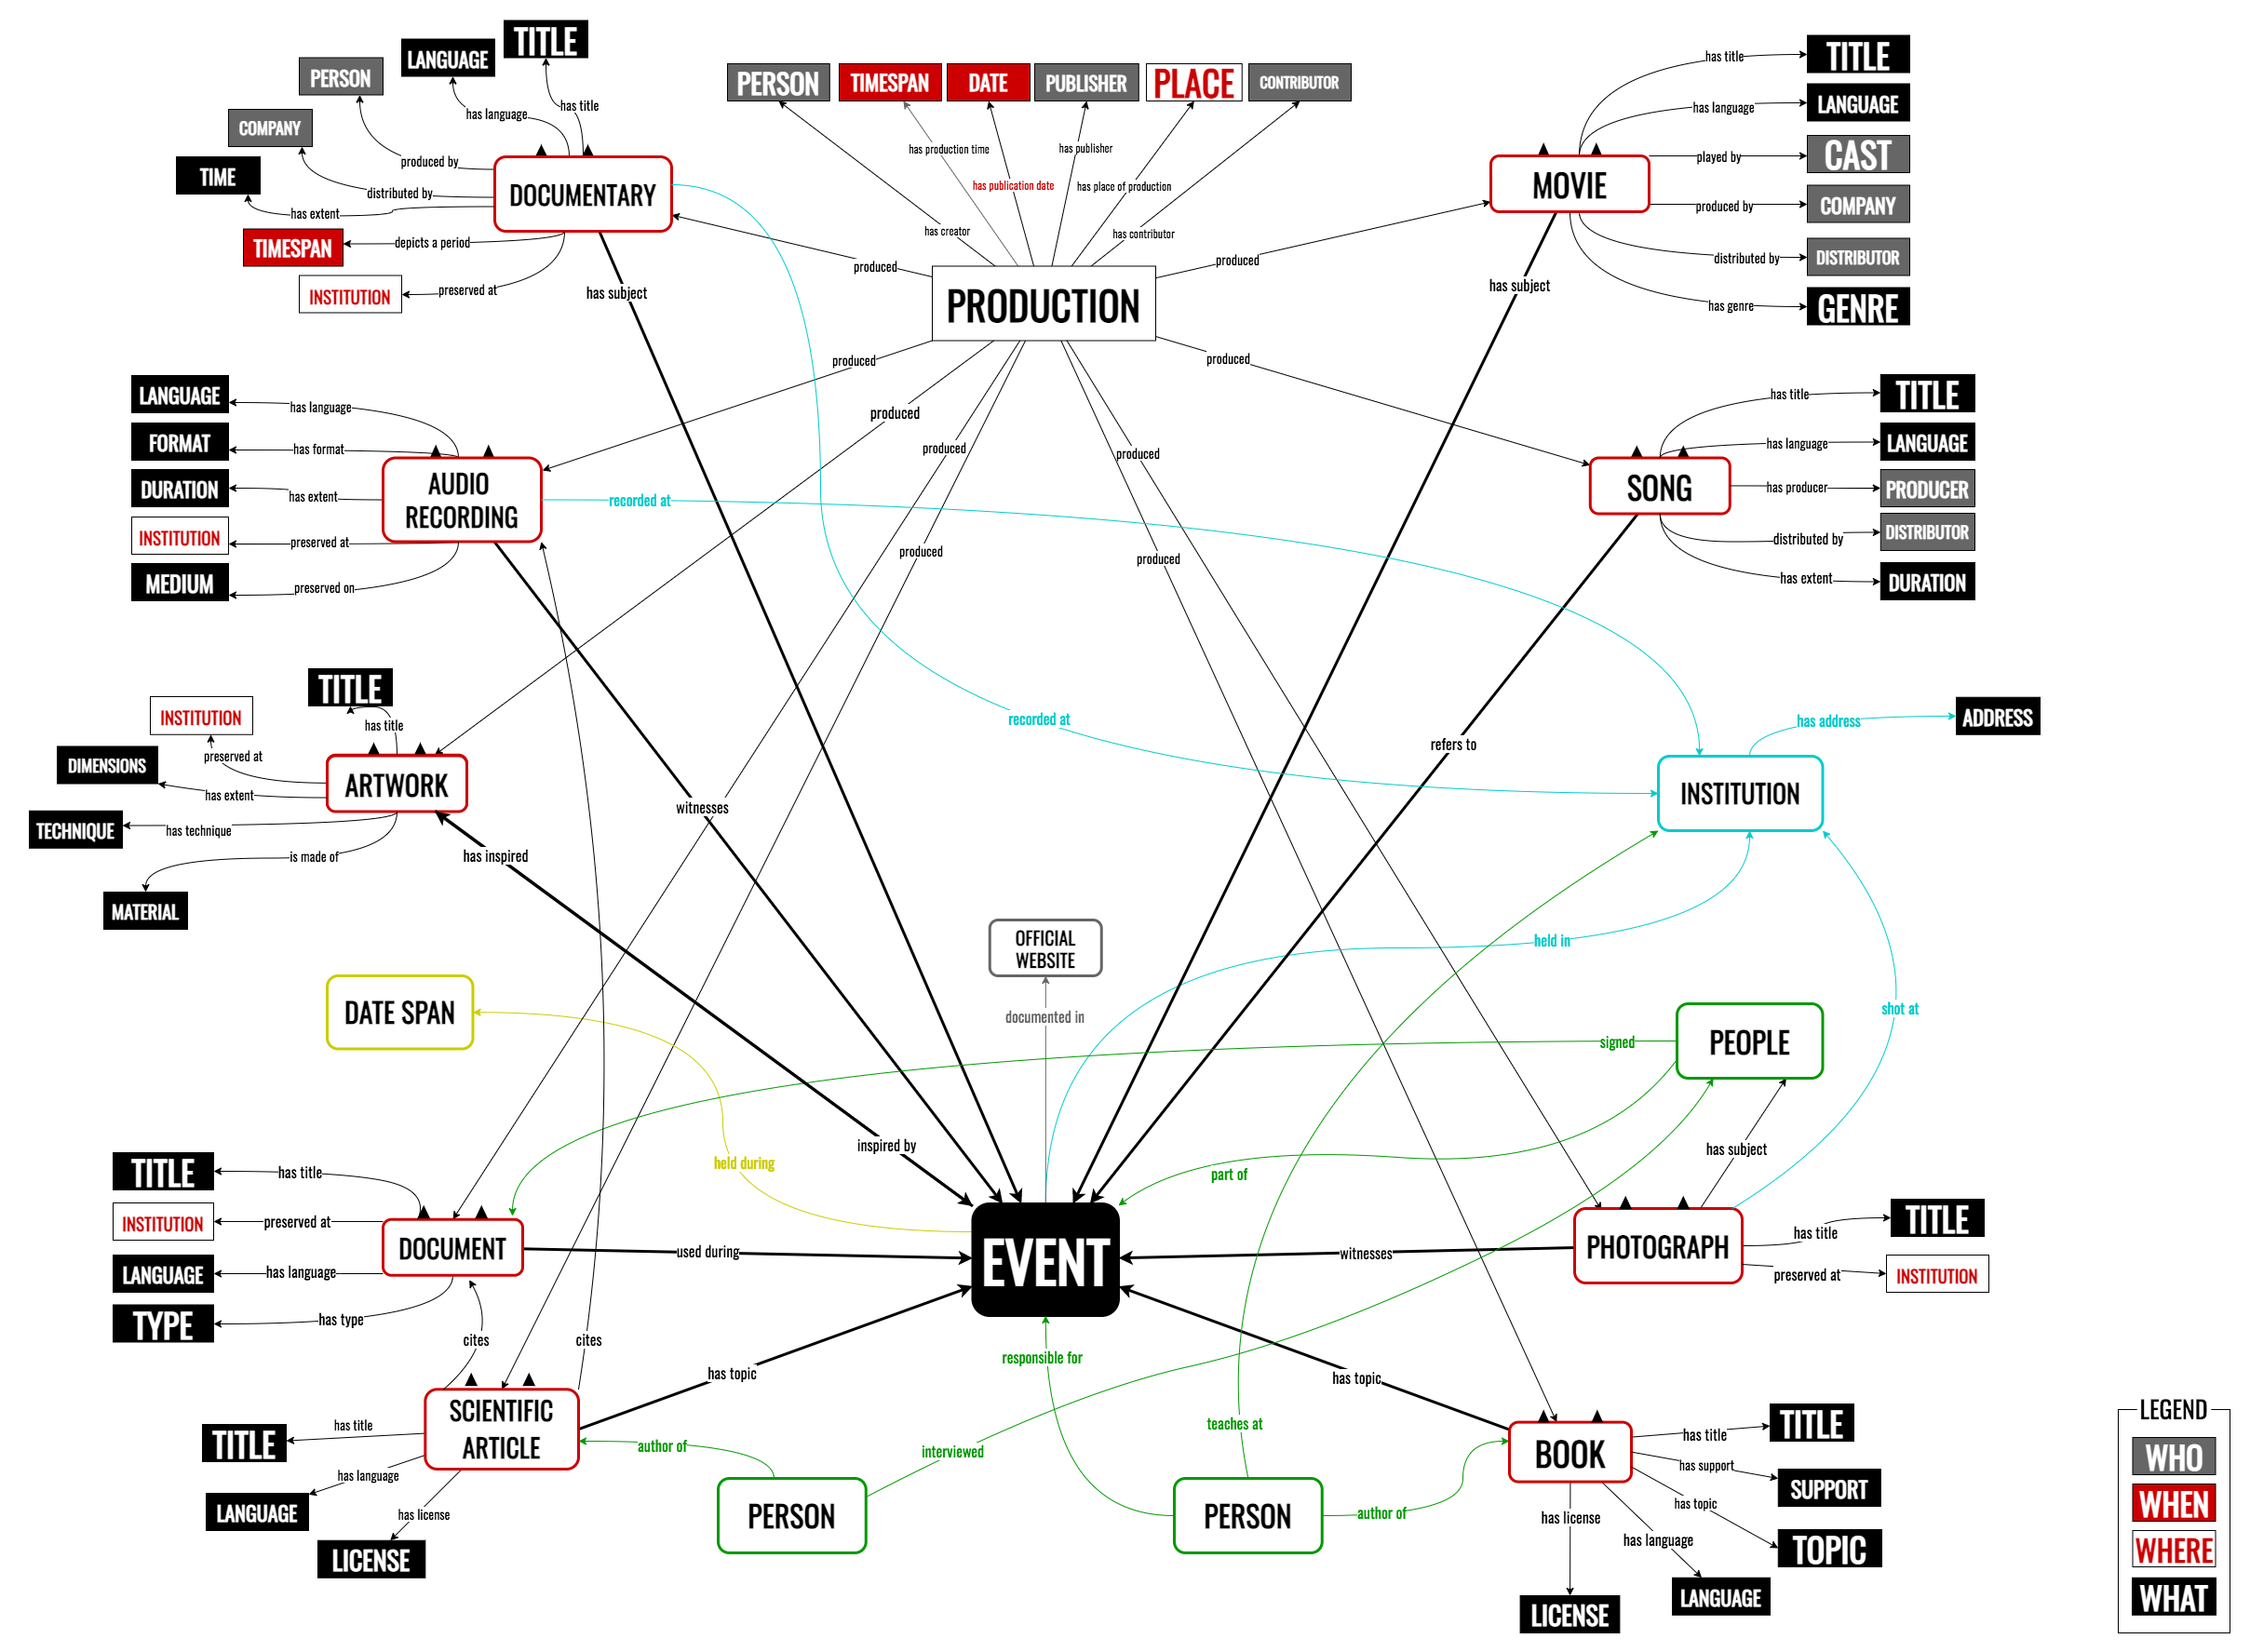 TITLE
LANGUAGE
PERSON
COMPANY
TIME
TIMESPAN
INSTITUTION
has title
has language
produced by
distributed by
has extent
depicts a period
preserved at
DOCUMENTARY
has subject
PERSON
TIMESPAN
DATE
PUBLISHER
PLACE
CONTRIBUTOR
has production time
has publisher
has publication date
has place of production
has creator
has contributor
PRODUCTION
produced
produced
produced
produced
produced
produced
produced
produced
produced
MOVIE
has title
TITLE
has language
LANGUAGE
played by
CAST
produced by
COMPANY
distributed by
DISTRIBUTOR
has genre
GENRE
has subject
LANGUAGE
has language
FORMAT
has format
DURATION
has extent
INSTITUTION
preserved at
MEDIUM
preserved on
AUDIO
RECORDING
recorded at
SONG
has title
TITLE
has language
LANGUAGE
has producer
PRODUCER
distributed by
DISTRIBUTOR
has extent
DURATION
TITLE
has title
INSTITUTION
preserved at
DIMENSIONS
has extent
TECHNIQUE
has technique
is made of
MATERIAL
ARTWORK
has inspired
witnesses
recorded at
refers to
has address
ADDRESS
INSTITUTION
OFFICIAL
WEBSITE
documented in
held in
shot at
DATE SPAN
held during
PEOPLE
signed
part of
has subject
inspired by
TITLE
has title
INSTITUTION
preserved at
LANGUAGE
has language
TYPE
has type
DOCUMENT
used during
EVENT
witnesses
PHOTOGRAPH
has title
TITLE
preserved at
INSTITUTION
cites
cites
has topic
responsible for
has topic
SCIENTIFIC
ARTICLE
has title
TITLE
has language
LANGUAGE
has license
LICENSE
author of
PERSON
interviewed
teaches at
PERSON
author of
BOOK
has title
TITLE
has support
SUPPORT
has topic
TOPIC
has license
has language
LANGUAGE
LICENSE
LEGEND
WHO
WHEN
WHERE
WHAT